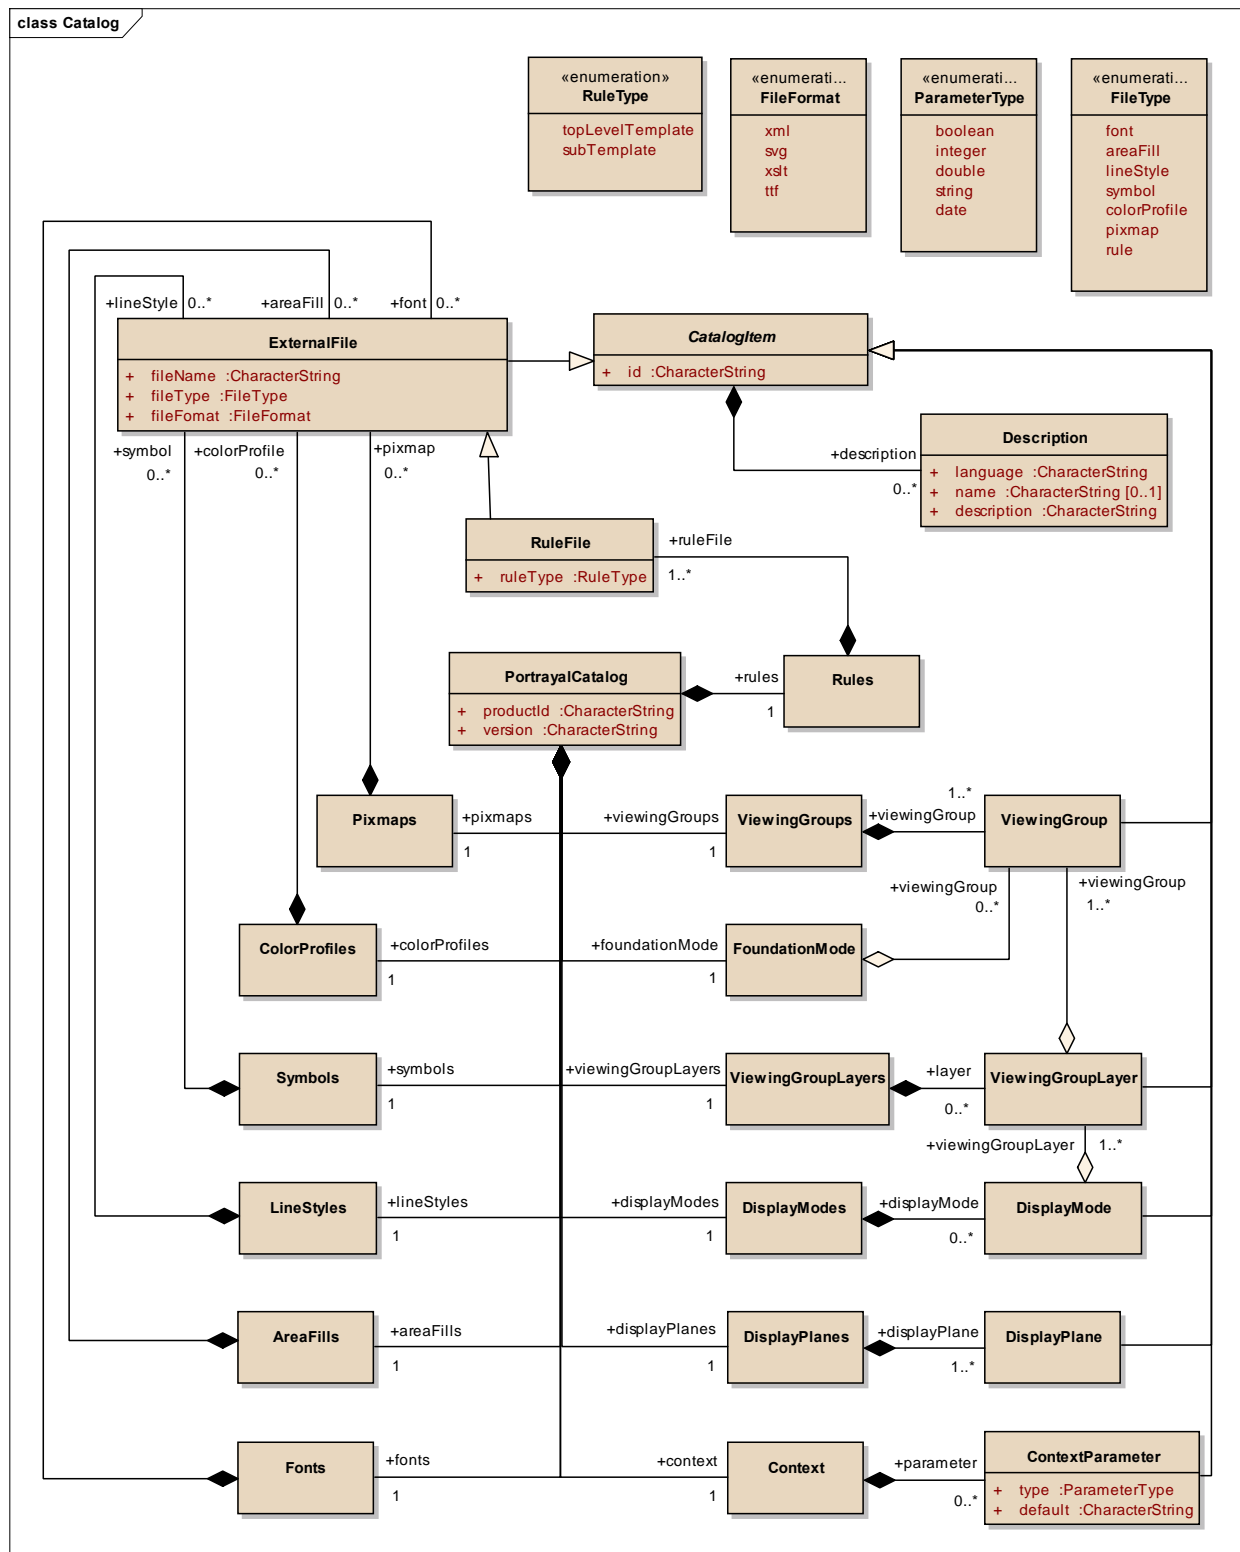 class Catalog
«enumeration»
RuleType
topLevelTemplate
subTemplate
«enumerati...
FileFormat
xml
svg
xslt
ttf
«enumerati...
ParameterType
boolean
integer
double
string
date
«enumerati...
FileType
font
areaFill
lineStyle
symbol
colorProfile
pixmap
rule
+lineStyle 0..*
+areaFill 0..*
+font 0..*
ExternalFile
+ fileName :CharacterString
+ fileType :FileType
+ fileFomat :FileFormat
CatalogItem
+ id :CharacterString
+symbol
0..*
+colorProfile
0..*
+pixmap
0..*
+description
0..*
Description
+ language :CharacterString
+ name :CharacterString [0..1]
+ description :CharacterString
RuleFile
+ ruleType :RuleType
+ruleFile
1..*
PortrayalCatalog
+ productId :CharacterString
+ version :CharacterString
+rules
1
Rules
Pixmaps
+pixmaps
1
+viewingGroups
1
ViewingGroups
1..*
+viewingGroup
ViewingGroup
+viewingGroup
0..*
+viewingGroup
1..*
ColorProfiles
+colorProfiles
1
+foundationMode
1
FoundationMode
Symbols
+symbols
1
+viewingGroupLayers
1
ViewingGroupLayers
+layer
0..*
ViewingGroupLayer
+viewingGroupLayer 1..*
LineStyles
+lineStyles
1
+displayModes
1
DisplayModes
+displayMode
0..*
DisplayMode
AreaFills
+areaFills
1
+displayPlanes
1
DisplayPlanes
+displayPlane
1..*
DisplayPlane
Fonts
+fonts
1
+context
1
Context
+parameter
0..*
ContextParameter
+ type :ParameterType
+ default :CharacterString